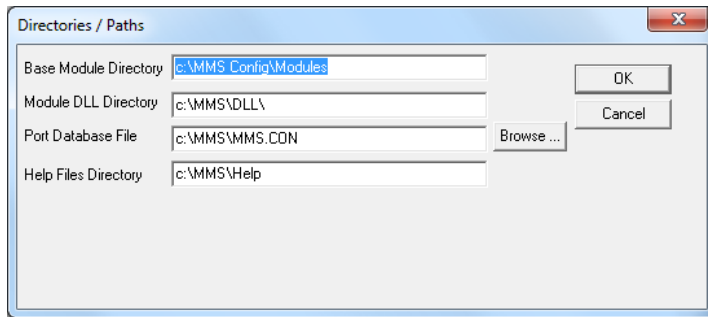 Directories / Paths
Base Module Directory c:\MMS Config\Modules
OK
Module DLL Directory c:\MMS\DLL\
Cancel
Port Database File c:\MMS\MMS.CON Browse ...
Help Files Directory c:\MMS\Help